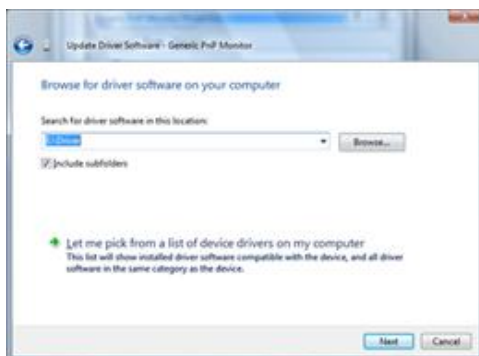 Update Driver Software - Generic PnP Monitor
Browse for driver software on your computer
Search for driver software in this location:
Browse...
Include subfolders
Let me pick from a list of device drivers on my computer
This list will show installed driver software compatible with the device, and all driver
software in the same category as the device.
Next Cancel